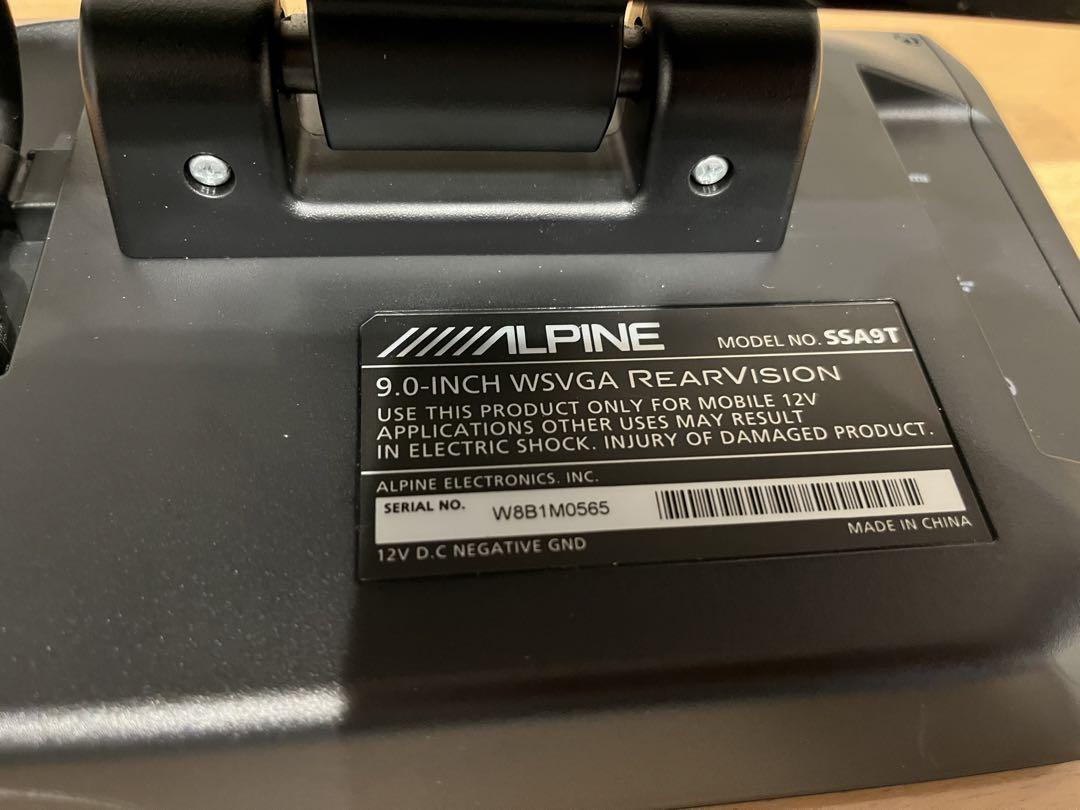 ALPINE MODEL NO. SSA9T
9.0-INCH WSVGA REARVISION
USE THIS PRODUCT ONLY FOR MOBILE 12V
APPLICATIONS OTHER USES MAY RESULT
IN ELECTRIC SHOCK. INJURY OF DAMAGED PRODUCT.
ALPINE ELECTRONICS. INC.
SERIAL NO. W8B1M0565
12V D.C NEGATIVE GND MADE IN CHINA